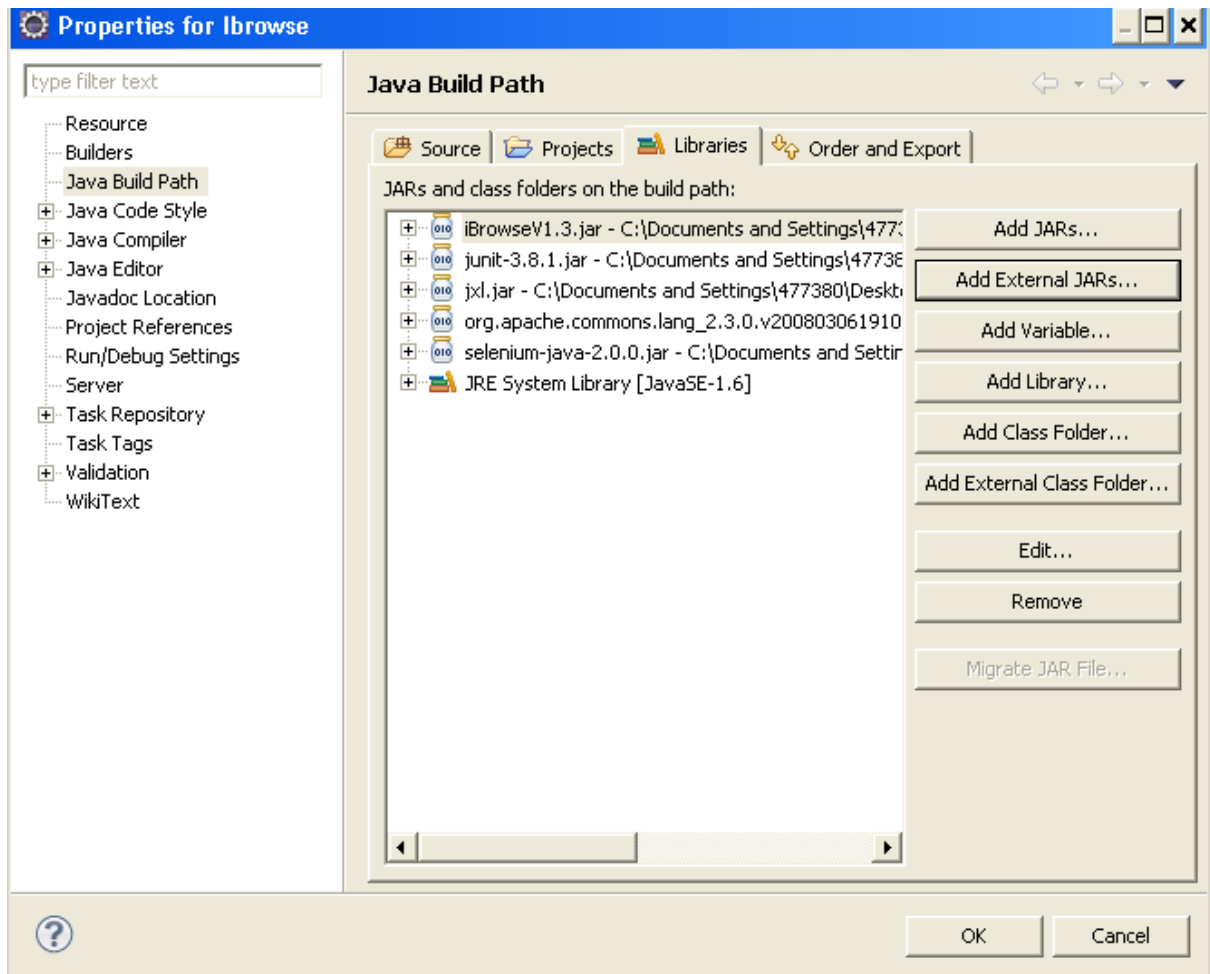 Properties for Ibrowse
type filter text
Resource
Builders
Java Build Path
Java Code Style
Java Compiler
Java Editor
Javadoc Location
Project References
Run/Debug Settings
Server
Task Repository
Task Tags
Validation
WikiText
Java Build Path
Source Projects Libraries Order and Export
JARs and class folders on the build path:
iBrowseV1.3.jar - C:\Documents and Settings\477
junit-3.8.1.jar - C:\Documents and Settings\47738
jxl.jar - C:\Documents and Settings\477380\Deskt
org.apache.commons.lang_2.3.0.v200803061910
selenium-java-2.0.0.jar - C:\Documents and Settin
JRE System Library [JavaSE-1.6]
Add JARs...
Add External JARs...
Add Variable...
Add Library...
Add Class Folder...
Add External Class Folder...
Edit...
Remove
Migrate JAR File...
OK Cancel